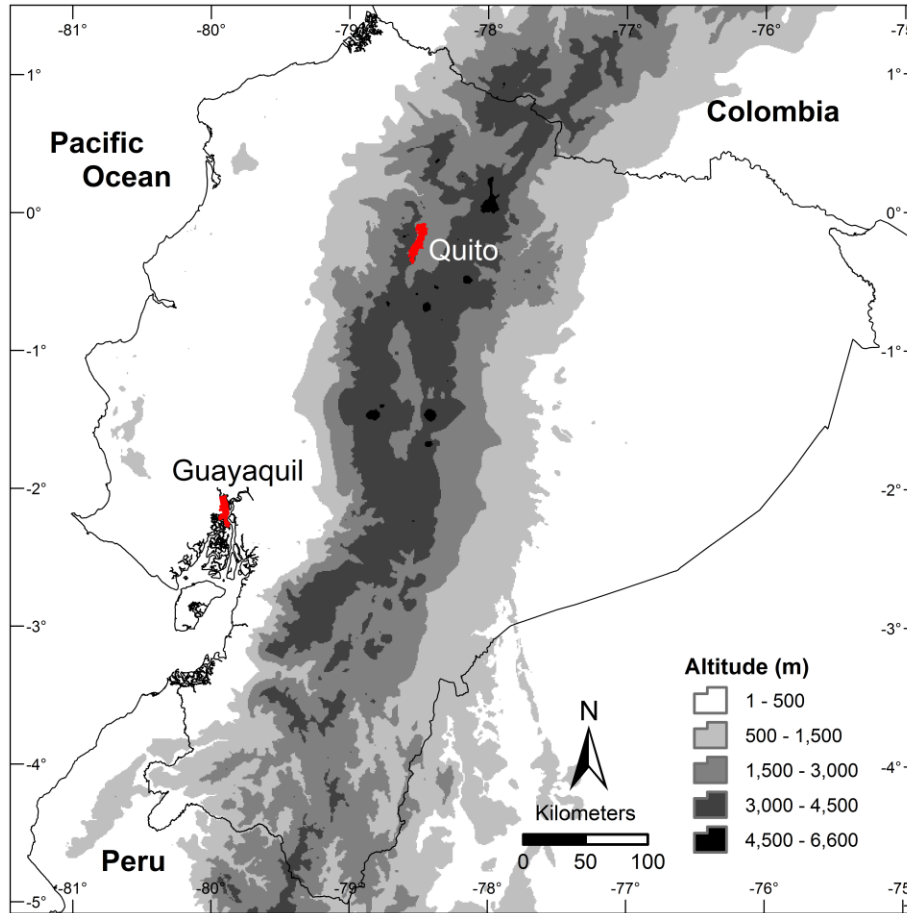 -81° -80° -79° -78° -77° -76° -75
1° 1°
Colombia
Pacific
Ocean
0° 0°
Quito
-1° -1°
Guayaquil
-2° -2°
-3° -3°
Altitude (m)
N
1 - 500
500 - 1,500
-4° -4°
1,500 - 3,000
Kilometers
3,000 - 4,500
Peru
4,500 - 6,600
0 50 100
-5° -5°
-81° -80° -79° -78° -77° -76° -75